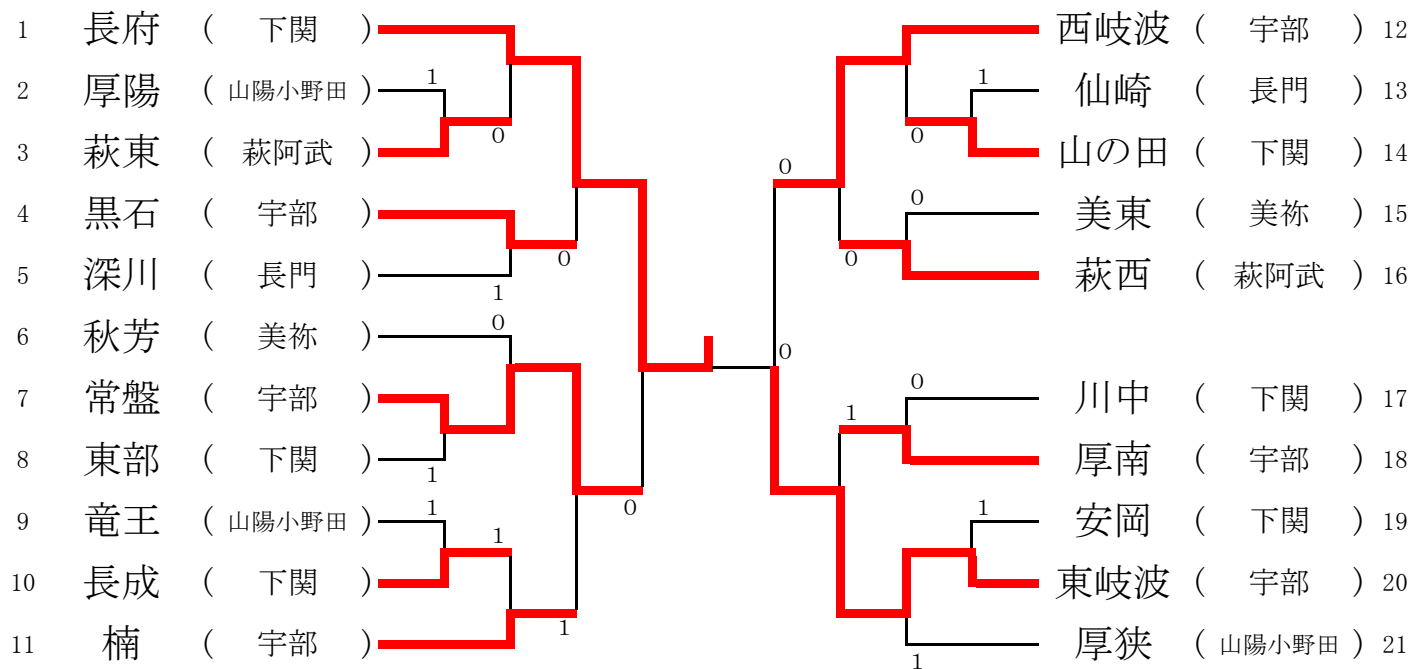 1 長府 ( 下関 )
2 厚陽 ( 山陽小野田 )
3 萩東 ( 萩阿武 )
4 黒石 ( 宇部 )
5 深川 ( 長門 )
6 秋芳 ( 美祢 )
7 常盤 ( 宇部 )
8 東部 ( 下関 )
9 竜王 ( 山陽小野田 )
10 長成 ( 下関 )
11 楠 ( 宇部 )
1
0
0
1
0
1
1
1
1
0
0
0
1
0
0
0
0
1
1
1
西岐波 ( 宇部 ) 12
仙崎 ( 長門 ) 13
山の田 ( 下関 ) 14
美東 ( 美祢 ) 15
萩西 ( 萩阿武 ) 16
川中 ( 下関 ) 17
厚南 ( 宇部 ) 18
安岡 ( 下関 ) 19
東岐波 ( 宇部 ) 20
厚狭 ( 山陽小野田 ) 21